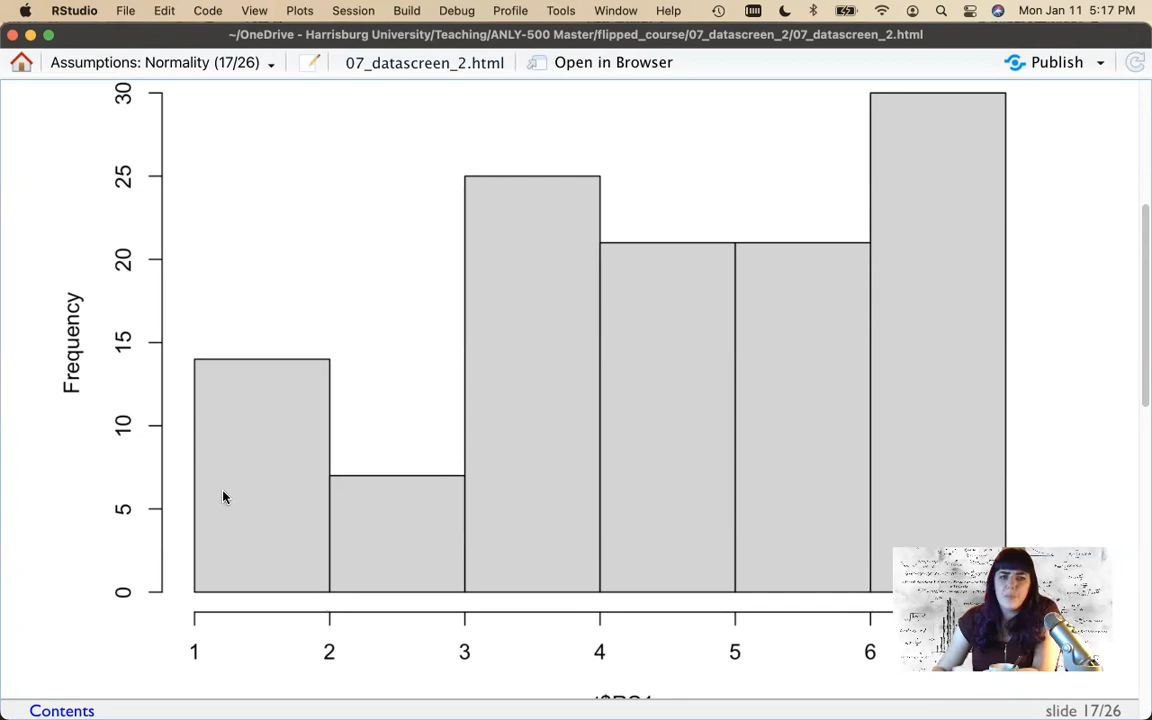 RStudio File Edit Code View Plots Session Build Debug Profile Tools Window Help Mon Jan 11 5:17 PM
~/OneDrive - Harrisburg University/Teaching/ANLY-500 Master/flipped_course/07_datascreen_2/07_datascreen_2.html
Assumptions: Normality (17/26) 07_datascreen_2.html Open in Browser Publish
30
25
20
15
10
5
0
Frequency
1 2 3 4 5 6
Contents slide 17/26